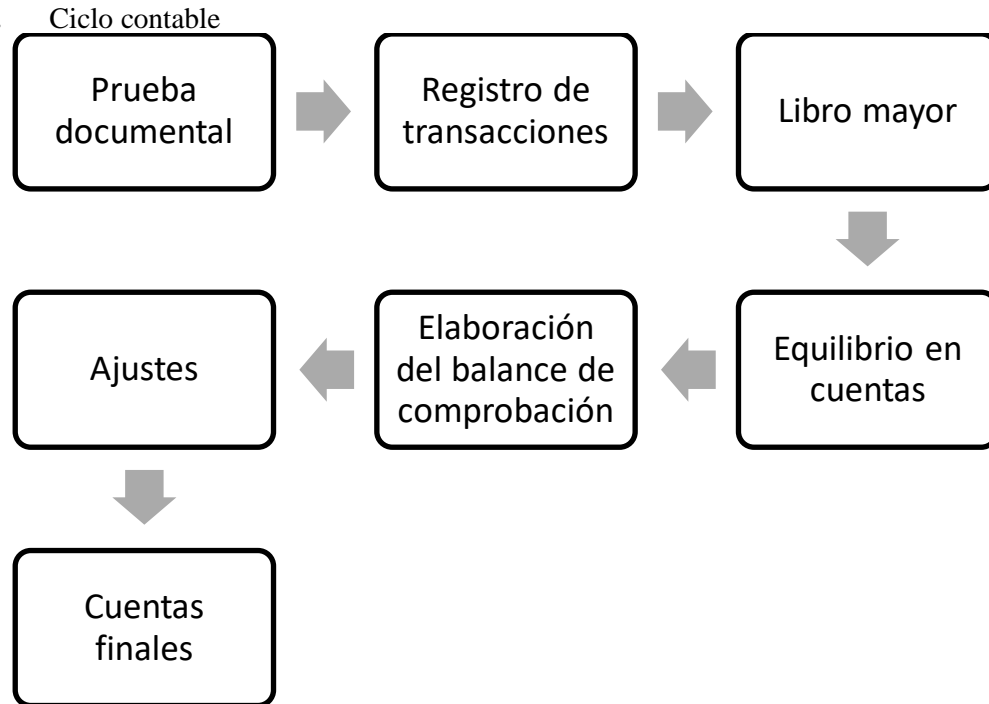 Ciclo contable
Prueba
documental
Registro de
transacciones
Libro mayor
Equilibrio en
cuentas
Elaboración
del balance de
comprobación
Ajustes
Cuentas
finales